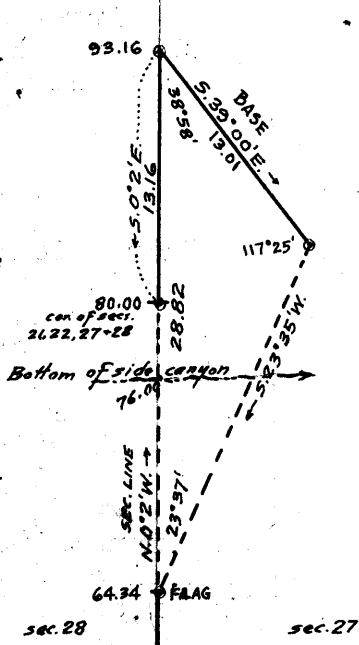 93.16
38°58'
BASE
S.39°00'E. →
13.01
← S.0°2'E.
13.16
117°25'
80.00
cor. of secs.
21,22,27+28
28.82
Bottom of side canyon
76.00
← S.23°35'W.
SEC. LINE
N.0°2'W. →
23°37'
64.34 FLAG
sec. 28 sec. 27